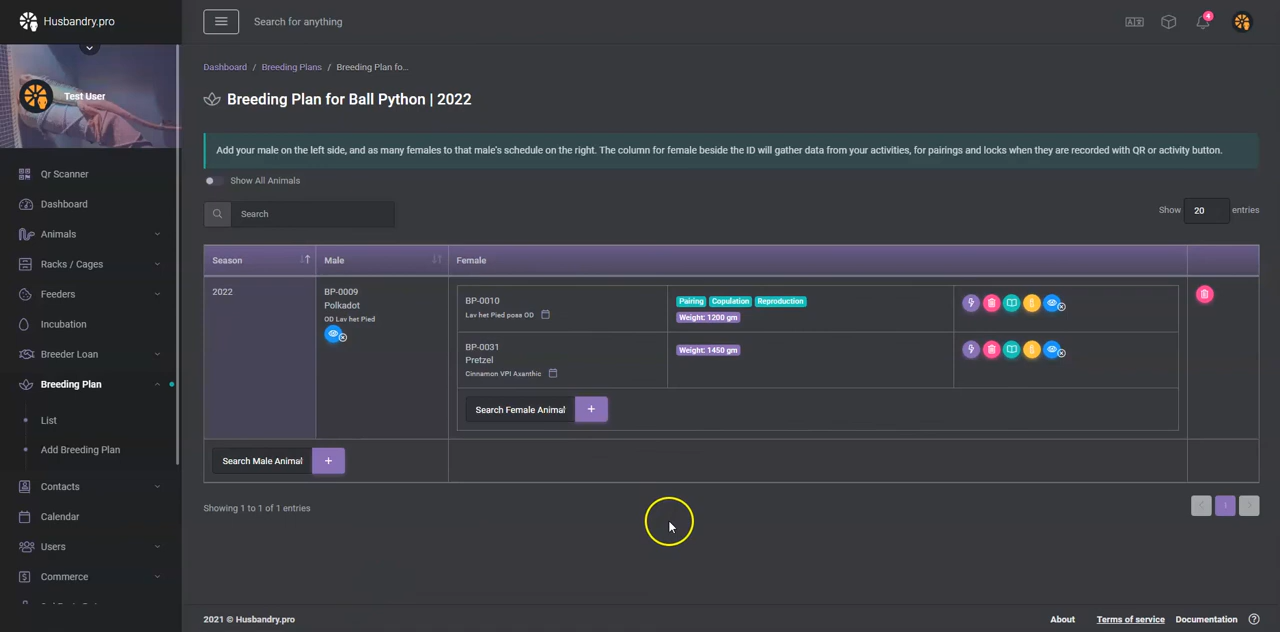 Husbandry.pro
Search for anything
4
Test User
Dashboard / Breeding Plans / Breeding Plan fo...
Breeding Plan for Ball Python | 2022
Add your male on the left side, and as many females to that male's schedule on the right. The column for female beside the ID will gather data from your activities, for pairings and locks when they are recorded with QR or activity button.
Show All Animals
Search
Show 20 entries
Season Male Female
2022
BP-0009
Polkadot
OD Lav het Pied
BP-0010
Lav het Pied poss OD
Pairing Copulation Reproduction
Weight: 1200 gm
BP-0031
Pretzel
Cinnamon VPI Axanthic
Weight: 1450 gm
Search Female Animal +
Search Male Animal +
Showing 1 to 1 of 1 entries
< 1 >
Qr Scanner
Dashboard
Animals
Racks / Cages
Feeders
Incubation
Breeder Loan
Breeding Plan
List
Add Breeding Plan
Contacts
Calendar
Users
Commerce
2021 © Husbandry.pro
About Terms of service Documentation